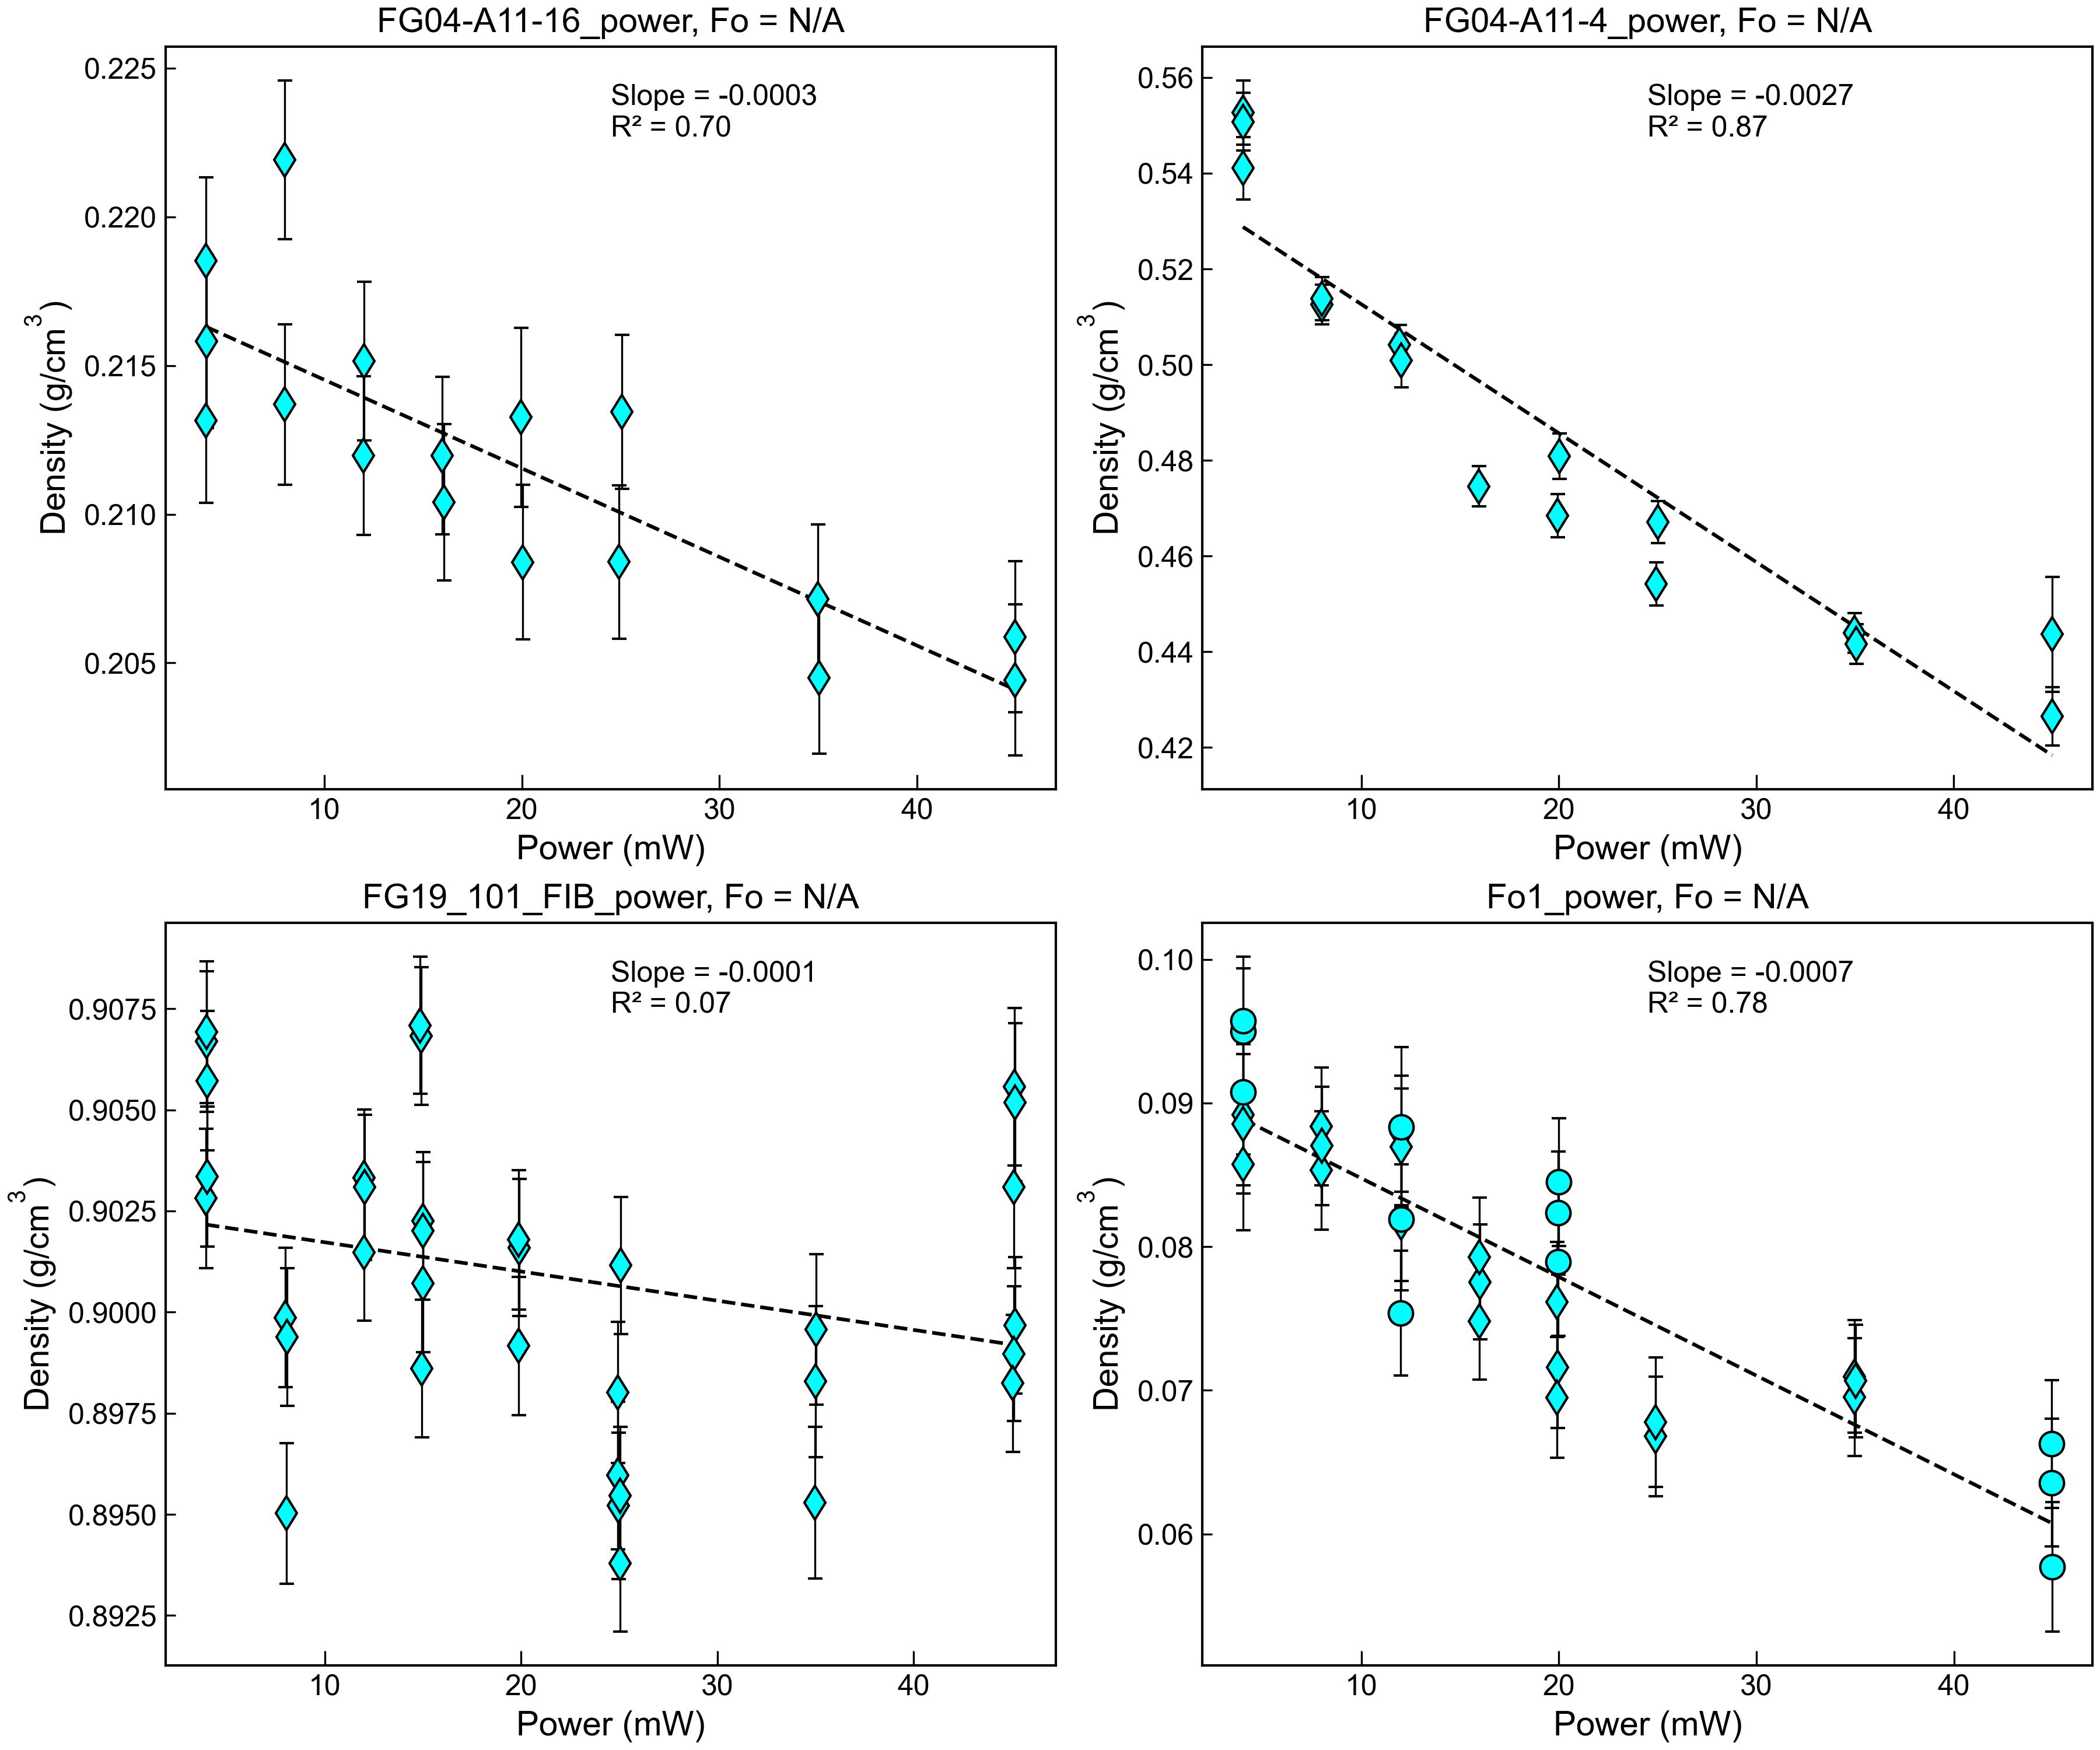 FG04-A11-16_power, Fo = N/A
Slope = -0.0003
R² = 0.70
0.225
0.220
0.215
0.210
0.205
Density (g/cm³)
10 20 30 40
Power (mW)
FG04-A11-4_power, Fo = N/A
Slope = -0.0027
R² = 0.87
0.56
0.54
0.52
0.50
0.48
0.46
0.44
0.42
Density (g/cm³)
10 20 30 40
Power (mW)
FG19_101_FIB_power, Fo = N/A
Slope = -0.0001
R² = 0.07
0.9075
0.9050
0.9025
0.9000
0.8975
0.8950
0.8925
Density (g/cm³)
10 20 30 40
Power (mW)
Fo1_power, Fo = N/A
Slope = -0.0007
R² = 0.78
0.10
0.09
0.08
0.07
0.06
Density (g/cm³)
10 20 30 40
Power (mW)